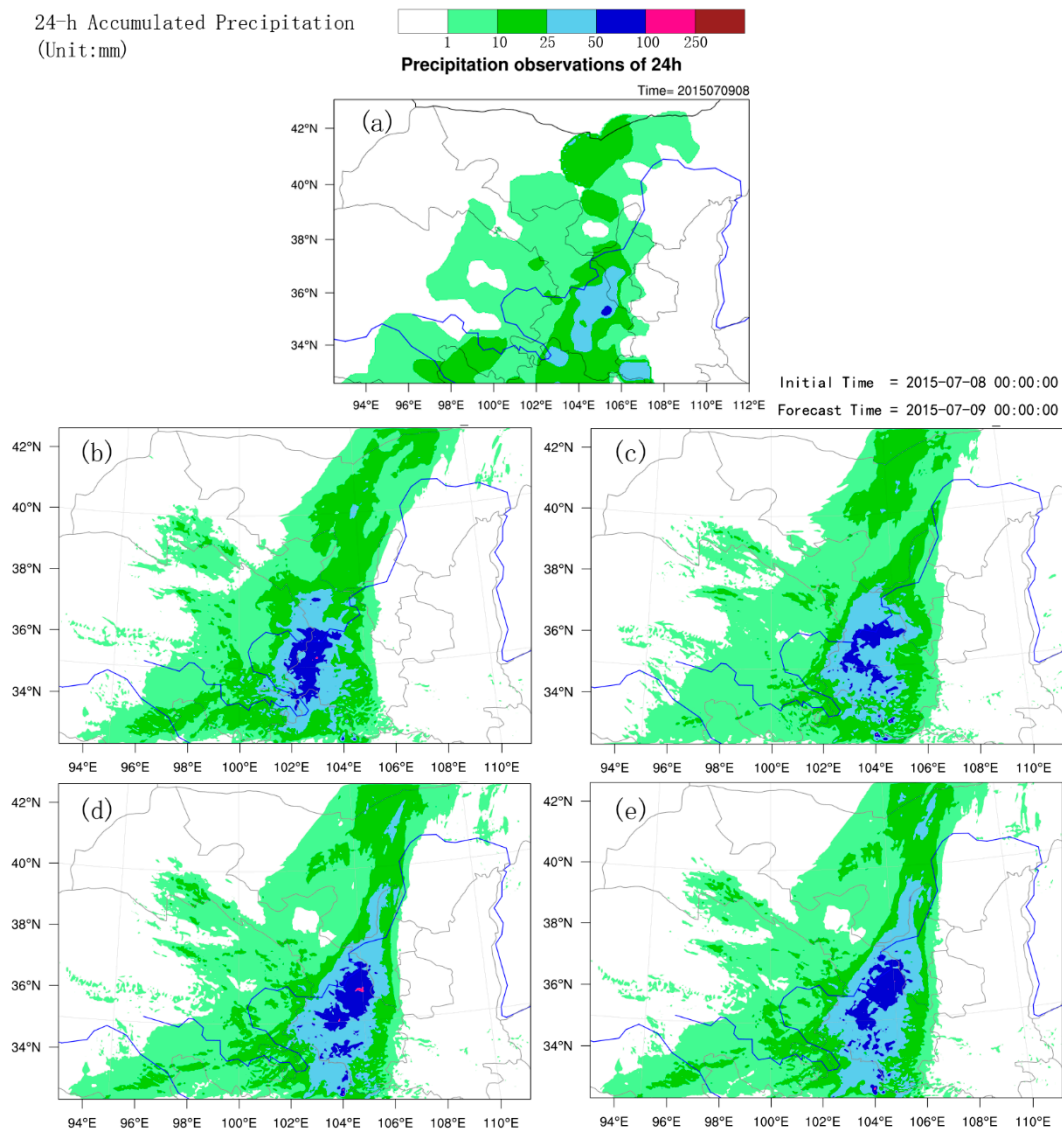 24-h Accumulated Precipitation
(Unit:mm)
1 10 25 50 100 250
Precipitation observations of 24h
Time= 2015070908
(a)
42°N
40°N
38°N
36°N
34°N
94°E 96°E 98°E 100°E 102°E 104°E 106°E 108°E 110°E 112°E
Initial Time = 2015-07-08 00:00:00
Forecast Time = 2015-07-09 00:00:00
(b)
42°N
40°N
38°N
36°N
34°N
94°E 96°E 98°E 100°E 102°E 104°E 106°E 108°E 110°E
(c)
42°N
40°N
38°N
36°N
34°N
94°E 96°E 98°E 100°E 102°E 104°E 106°E 108°E 110°E
(d)
42°N
40°N
38°N
36°N
34°N
94°E 96°E 98°E 100°E 102°E 104°E 106°E 108°E 110°E
(e)
42°N
40°N
38°N
36°N
34°N
94°E 96°E 98°E 100°E 102°E 104°E 106°E 108°E 110°E